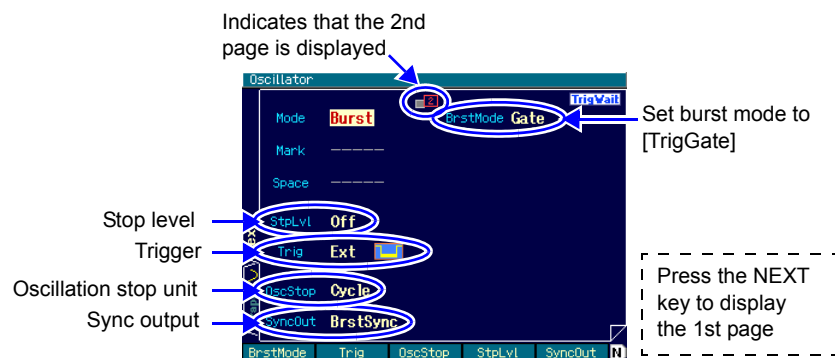 Indicates that the 2nd
page is displayed
Oscillator
2
TrigWait
Mode Burst
BrstMode Gate
Set burst mode to
[TrigGate]
Mark -----
Space -----
Stop level
StpLvl Off
Trigger
Trig Ext
Oscillation stop unit
OscStop Cycle
Sync output
SyncOut BrstSync
Press the NEXT
key to display
the 1st page
BrstMode Trig OscStop StpLvl SyncOut N